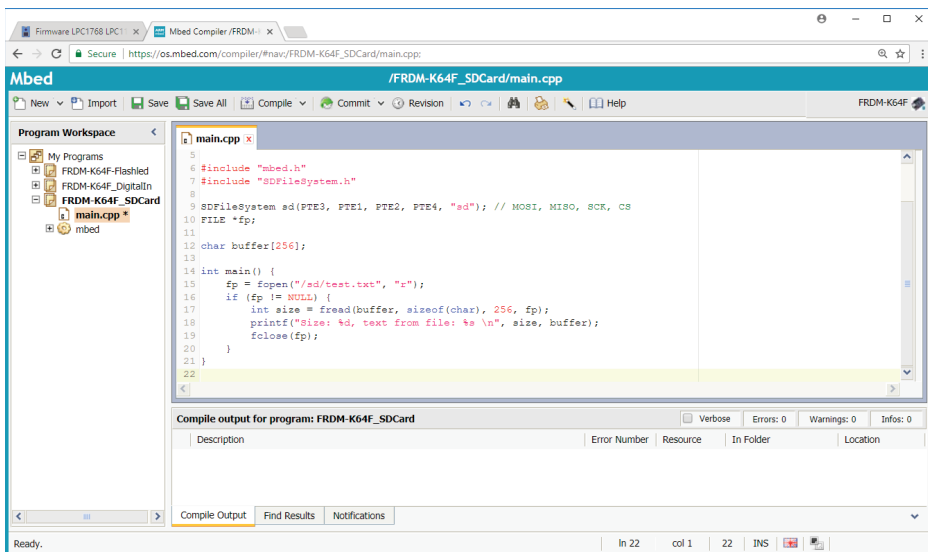 Firmware LPC1768 LPC11
Mbed Compiler /FRDM-
Secure | https://os.mbed.com/compiler/#nav:/FRDM-K64F_SDCard/main.cpp;
Mbed
/FRDM-K64F_SDCard/main.cpp
New Import Save Save All Compile Commit Revision Help FRDM-K64F
Program Workspace
My Programs
FRDM-K64F-Flashled
FRDM-K64F_DigitalIn
FRDM-K64F_SDCard
main.cpp *
mbed
main.cpp x
5
6 #include "mbed.h"
7 #include "SDFileSystem.h"
8
9 SDFileSystem sd(PTE3, PTE1, PTE2, PTE4, "sd"); // MOSI, MISO, SCK, CS
10 FILE *fp;
11
12 char buffer[256];
13
14 int main() {
15     fp = fopen("/sd/test.txt", "r");
16     if (fp != NULL) {
17         int size = fread(buffer, sizeof(char), 256, fp);
18         printf("Size: %d, text from file: %s \n", size, buffer);
19         fclose(fp);
20     }
21 }
22
Compile output for program: FRDM-K64F_SDCard
Verbose Errors: 0 Warnings: 0 Infos: 0
Description Error Number Resource In Folder Location
Compile Output Find Results Notifications
Ready.
ln 22 col 1 22 INS